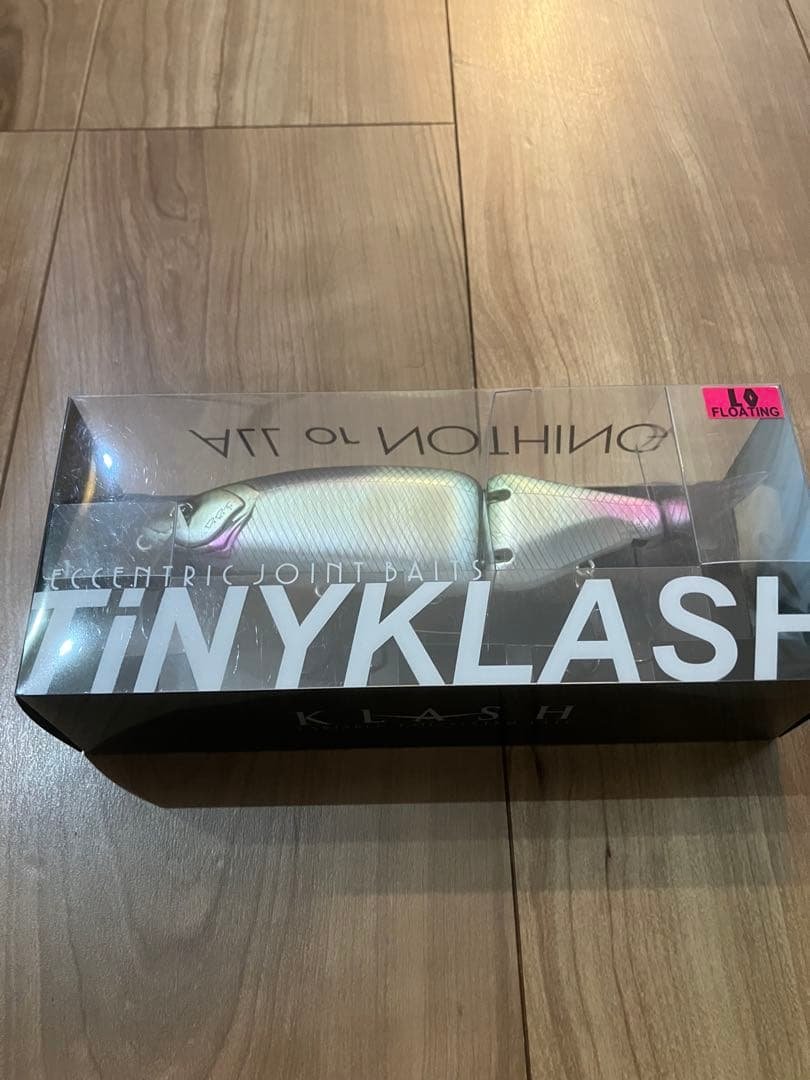 LO
FLOATING
ALL or NOTHING
ECCENTRIC JOINT BAITS
TiNYKLASH
KLASH